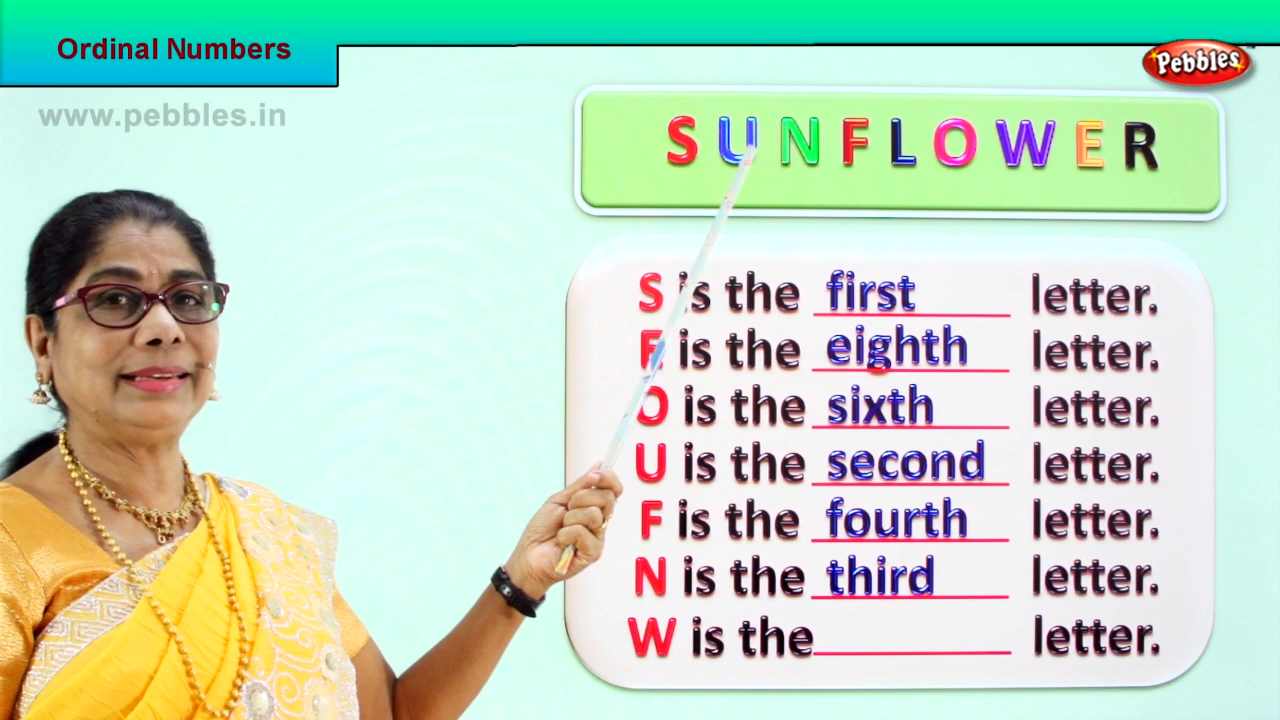 Ordinal Numbers
Pebbles
www.pebbles.in
SUNFLOWER
S is the first letter.
E is the eighth letter.
O is the sixth letter.
U is the second letter.
F is the fourth letter.
N is the third letter.
W is the________ letter.